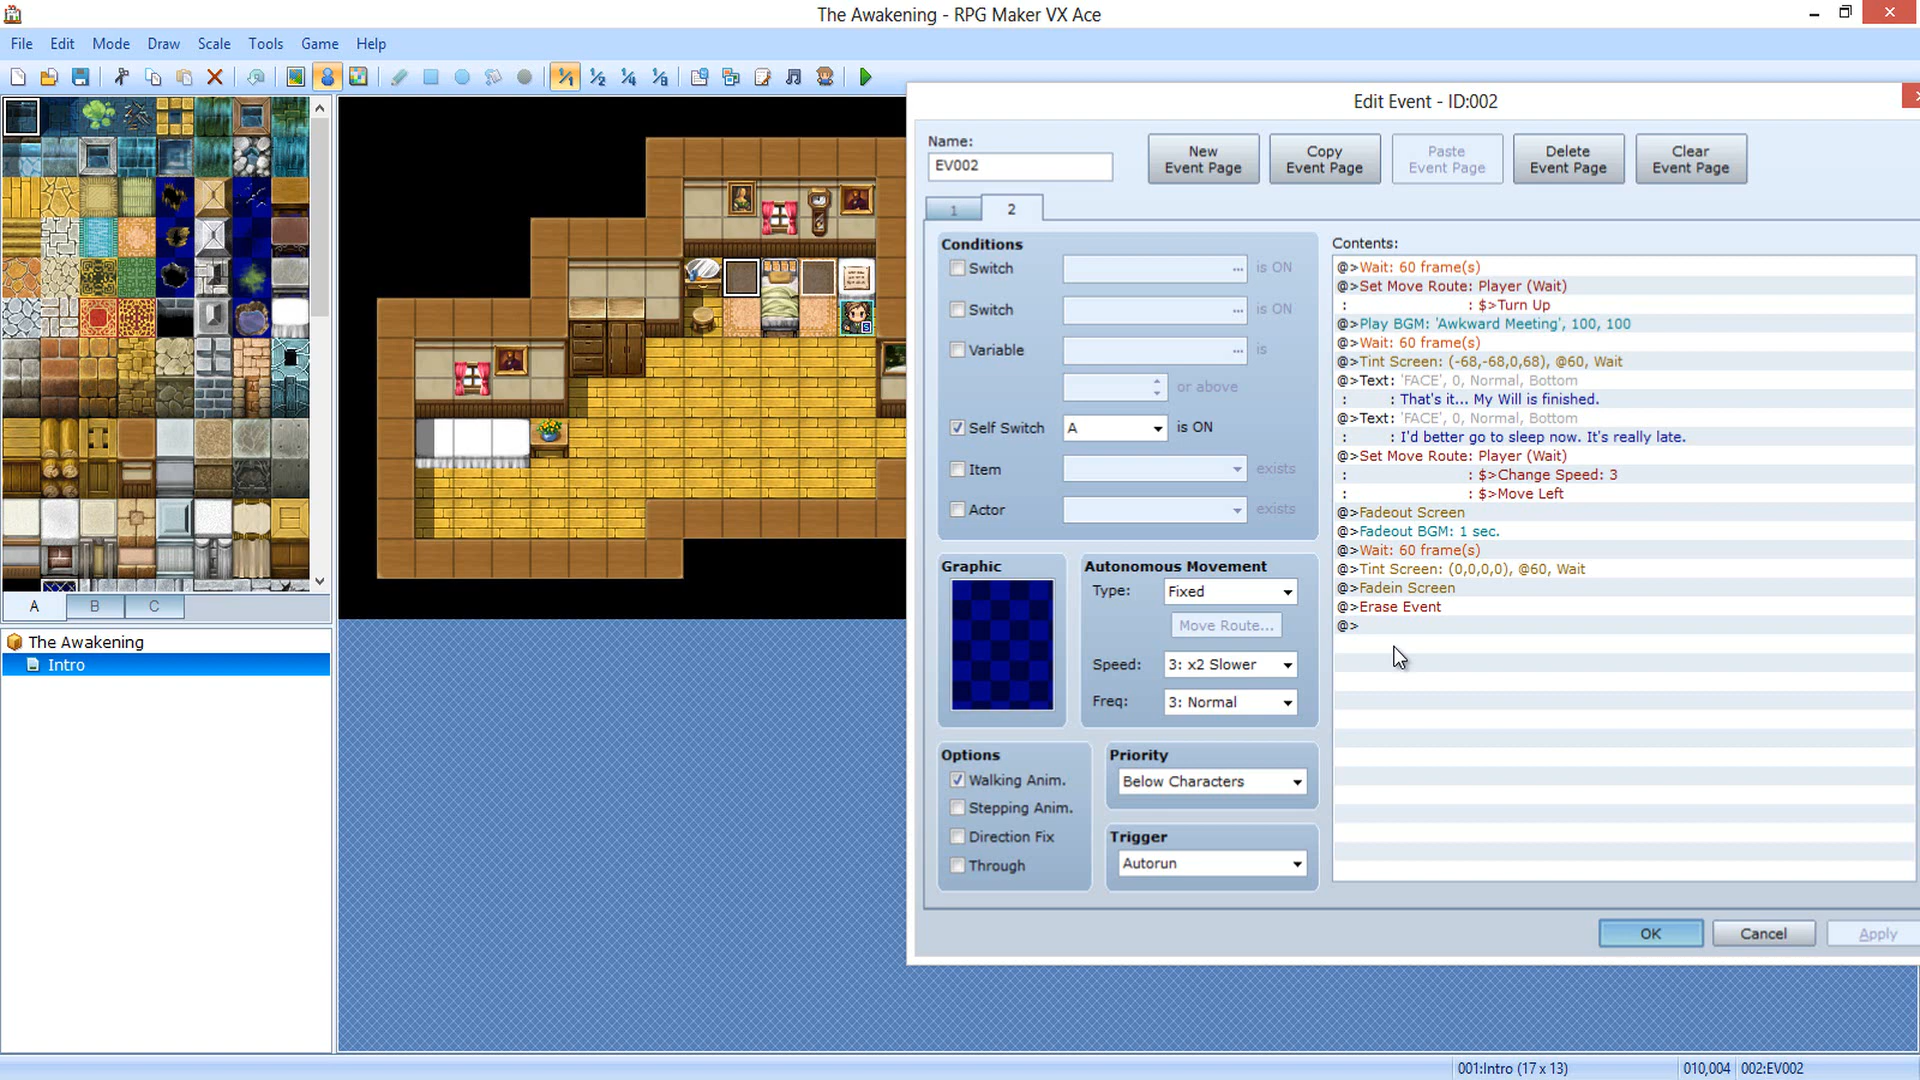 The Awakening - RPG Maker VX Ace
File Edit Mode Draw Scale Tools Game Help
1/1 1/2 1/4 1/8
Edit Event - ID:002
Name:
EV002
New Event Page
Copy Event Page
Paste Event Page
Delete Event Page
Clear Event Page
1 2
Conditions
Switch ... is ON
Switch ... is ON
Variable ... is
or above
Self Switch A is ON
Item exists
Actor exists
Graphic
Autonomous Movement
Type: Fixed
Move Route...
Speed: 3: x2 Slower
Freq: 3: Normal
Options
Walking Anim.
Stepping Anim.
Direction Fix
Through
Priority
Below Characters
Trigger
Autorun
Contents:
@>Wait: 60 frame(s)
@>Set Move Route: Player (Wait)
: : $>Turn Up
@>Play BGM: 'Awkward Meeting', 100, 100
@>Wait: 60 frame(s)
@>Tint Screen: (-68,-68,0,68), @60, Wait
@>Text: 'FACE', 0, Normal, Bottom
: : That's it... My Will is finished.
@>Text: 'FACE', 0, Normal, Bottom
: : I'd better go to sleep now. It's really late.
@>Set Move Route: Player (Wait)
: : $>Change Speed: 3
: : $>Move Left
@>Fadeout Screen
@>Fadeout BGM: 1 sec.
@>Wait: 60 frame(s)
@>Tint Screen: (0,0,0,0), @60, Wait
@>Fadein Screen
@>Erase Event
@>
OK Cancel Apply
S
A B C
The Awakening
Intro
001:Intro (17 x 13) 010,004 002:EV002